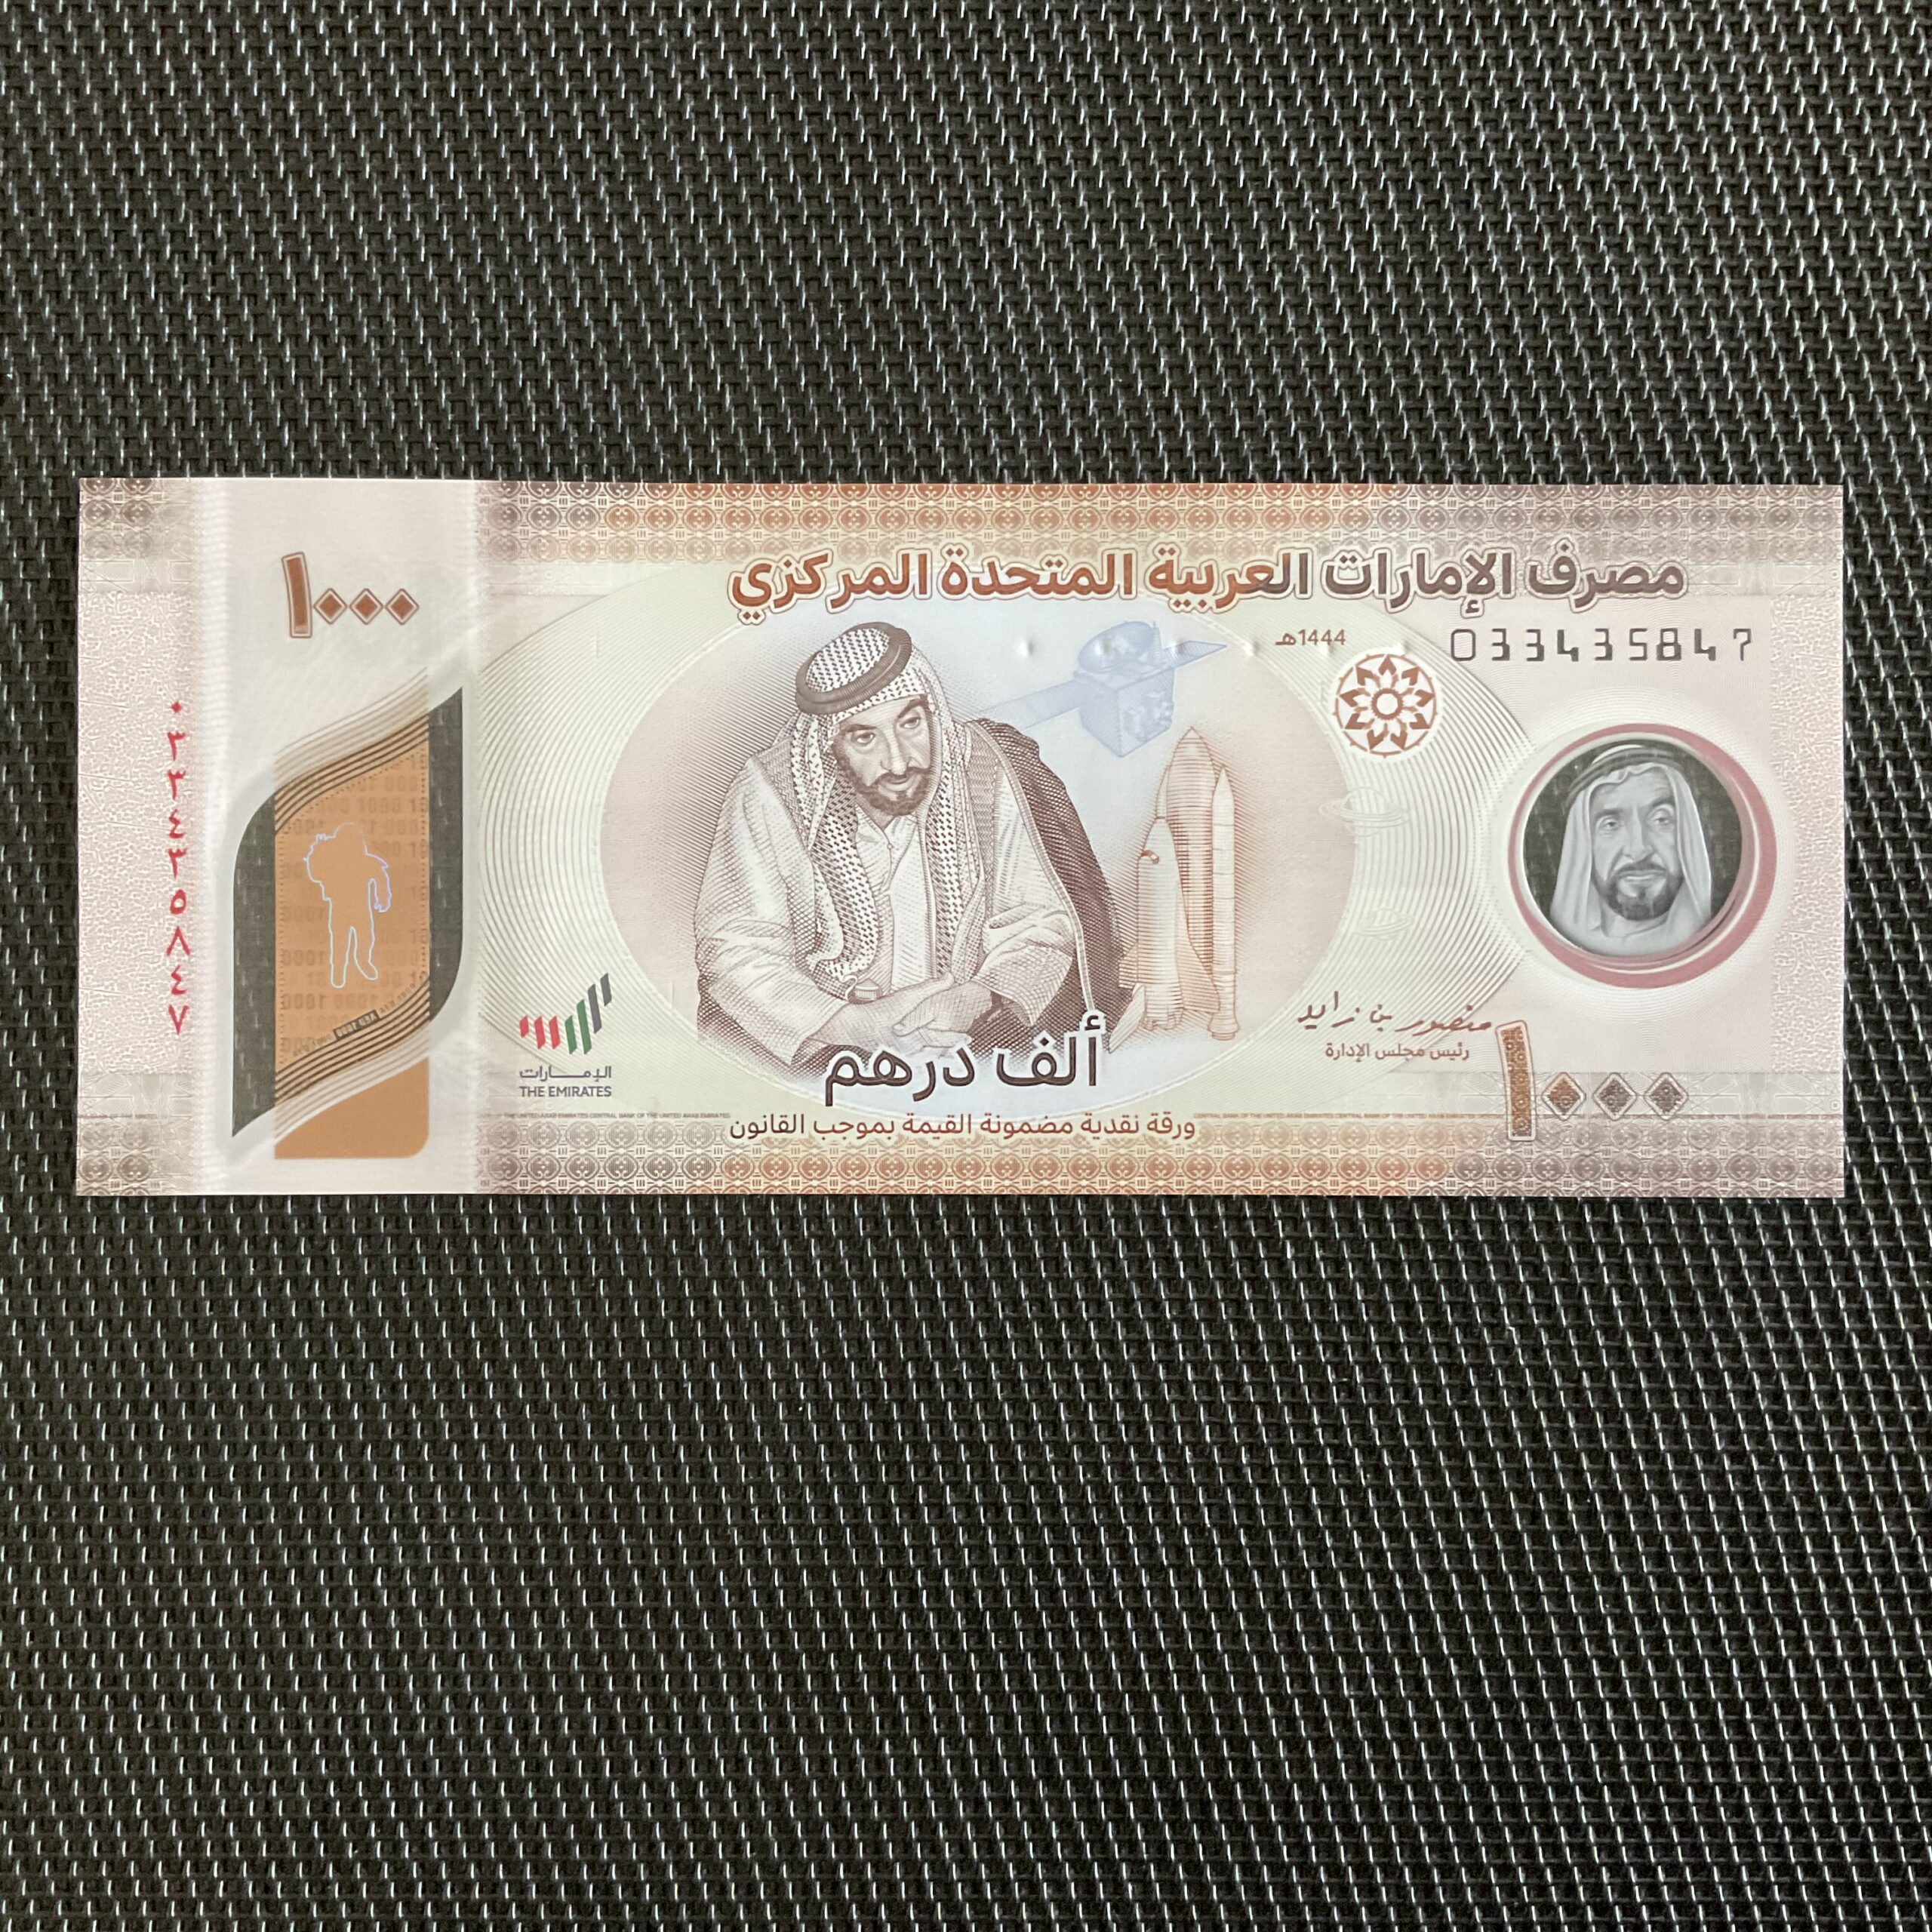 مصرف الإمارات العربية المتحدة المركزي
١٠٠٠
1444هـ
033435847
٠٣٣٤٣٥٨٤٧
منصور بن زايد
رئيس مجلس الإدارة
الإمارات
THE EMIRATES
ألف درهم
١٠٠٠
ورقة نقدية مضمونة القيمة بموجب القانون